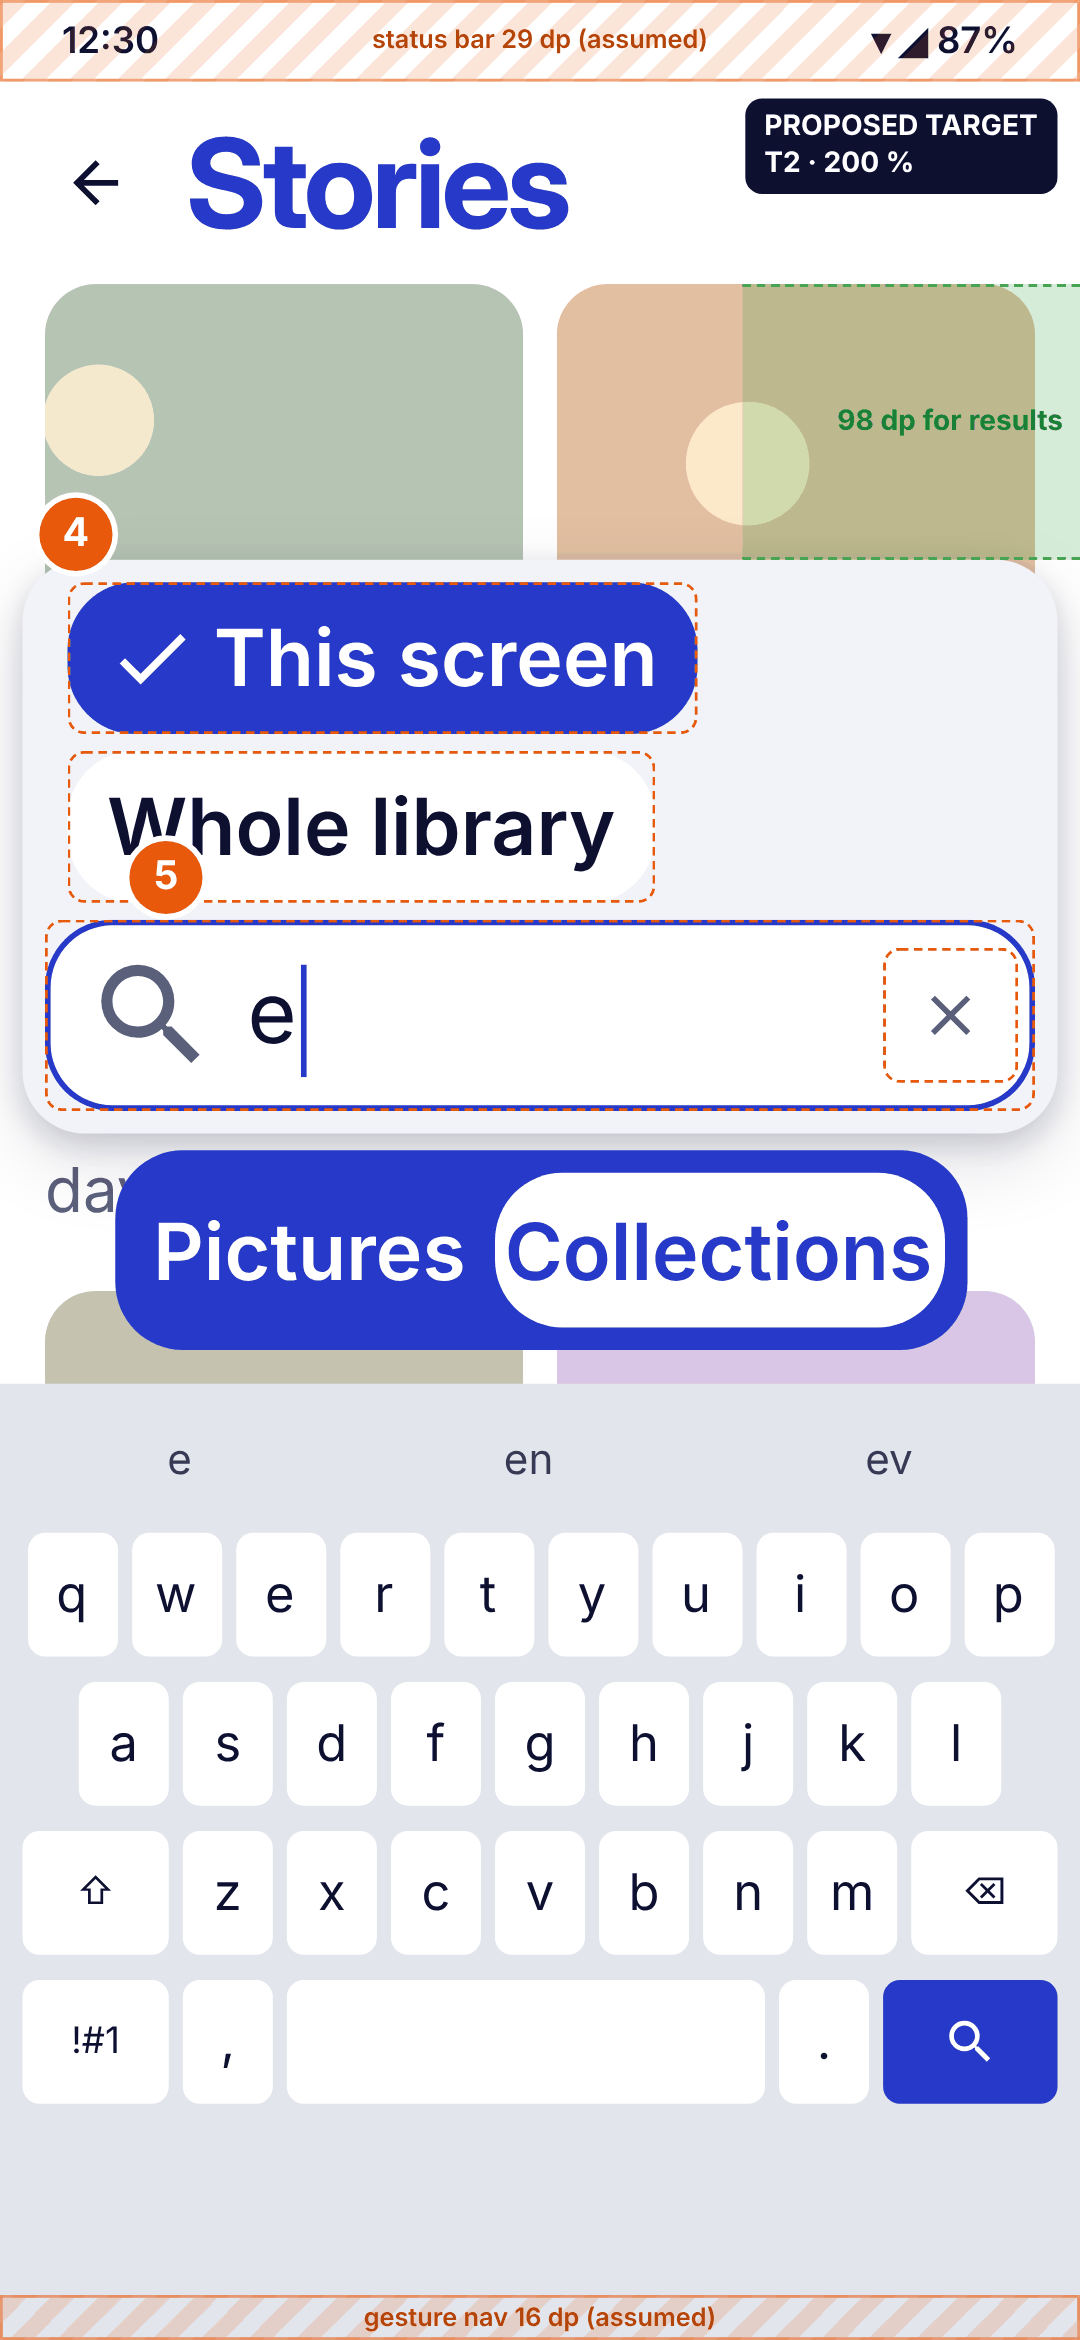 12:30
status bar 29 dp (assumed)
87%
PROPOSED TARGET
T2 · 200 %
Stories
98 dp for results
4
This screen
Whole library
5
e
Pictures
Collections
e en ev
q w e r t y u i o p
a s d f g h j k l
z x c v b n m
!#1 , .
gesture nav 16 dp (assumed)